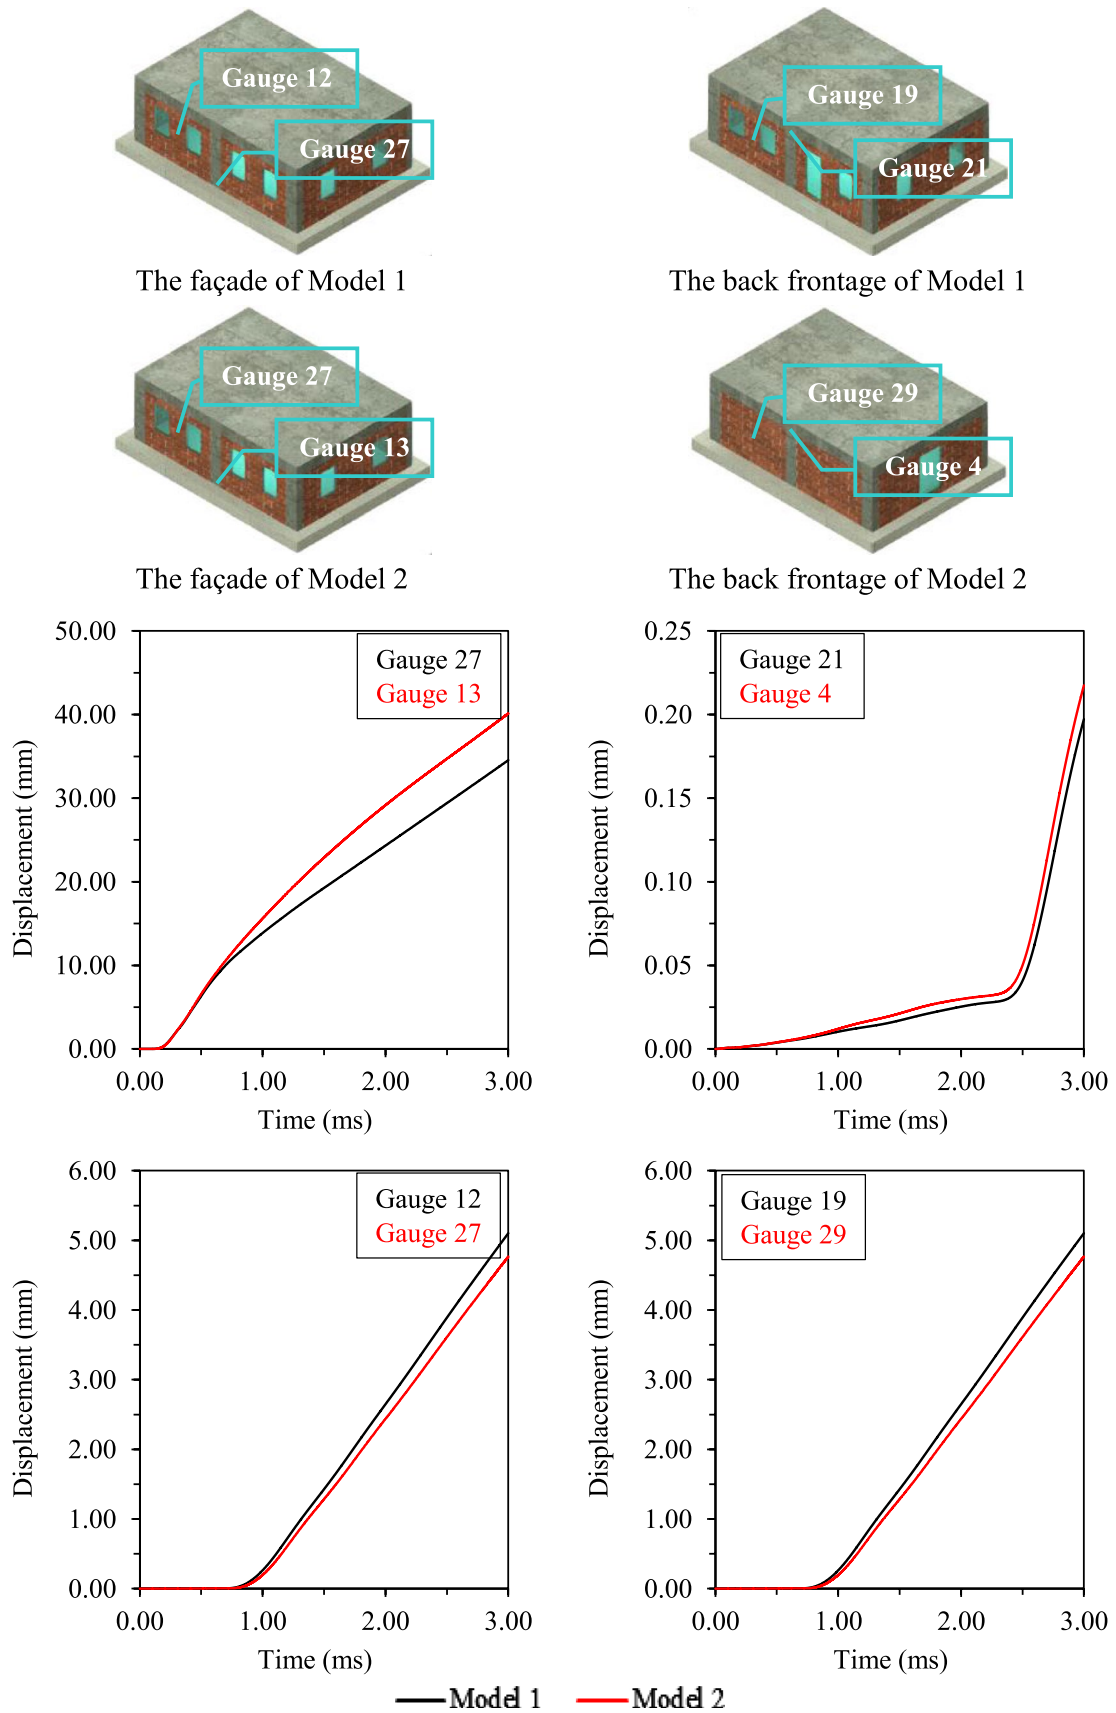 Gauge 12
Gauge 27
The façade of Model 1
Gauge 19
Gauge 21
The back frontage of Model 1
Gauge 27
Gauge 13
The façade of Model 2
Gauge 29
Gauge 4
The back frontage of Model 2
50.00
40.00
30.00
20.00
10.00
0.00
Displacement (mm)
Gauge 27
Gauge 13
0.00 1.00 2.00 3.00
Time (ms)
0.25
0.20
0.15
0.10
0.05
0.00
Displacement (mm)
Gauge 21
Gauge 4
0.00 1.00 2.00 3.00
Time (ms)
6.00
5.00
4.00
3.00
2.00
1.00
0.00
Displacement (mm)
Gauge 12
Gauge 27
0.00 1.00 2.00 3.00
Time (ms)
6.00
5.00
4.00
3.00
2.00
1.00
0.00
Displacement (mm)
Gauge 19
Gauge 29
0.00 1.00 2.00 3.00
Time (ms)
Model 1 Model 2